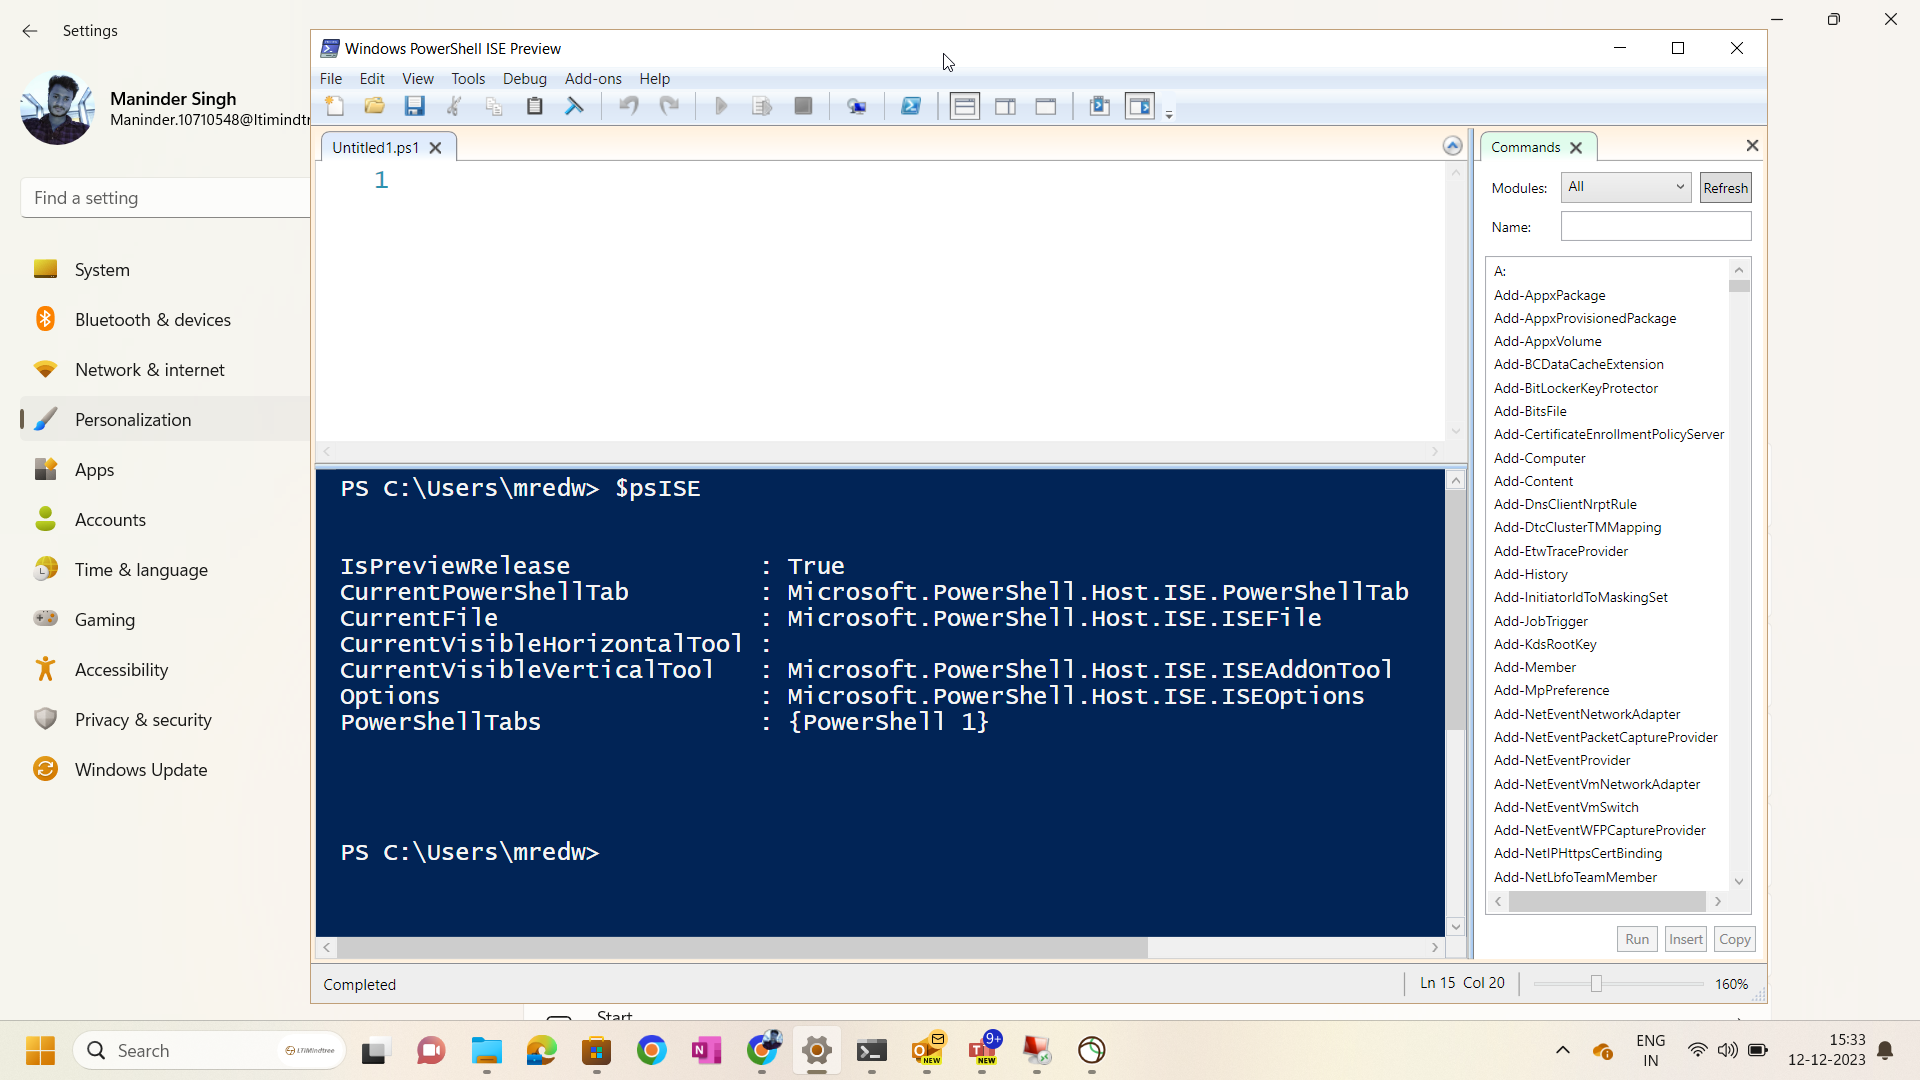 Settings
Maninder Singh
Maninder.10710548@ltimindtr
Find a setting
System
Bluetooth & devices
Network & internet
Personalization
Apps
Accounts
Time & language
Gaming
Accessibility
Privacy & security
Windows Update
Windows PowerShell ISE Preview
File Edit View Tools Debug Add-ons Help
Untitled1.ps1
1
PS C:\Users\mredw> $psISE
IsPreviewRelease : True
CurrentPowerShellTab : Microsoft.PowerShell.Host.ISE.PowerShellTab
CurrentFile : Microsoft.PowerShell.Host.ISE.ISEFile
CurrentVisibleHorizontalTool :
CurrentVisibleVerticalTool : Microsoft.PowerShell.Host.ISE.ISEAddOnTool
Options : Microsoft.PowerShell.Host.ISE.ISEOptions
PowerShellTabs : {PowerShell 1}
PS C:\Users\mredw>
Commands
Modules: All Refresh
Name:
A:
Add-AppxPackage
Add-AppxProvisionedPackage
Add-AppxVolume
Add-BCDataCacheExtension
Add-BitLockerKeyProtector
Add-BitsFile
Add-CertificateEnrollmentPolicyServer
Add-Computer
Add-Content
Add-DnsClientNrptRule
Add-DtcClusterTMMapping
Add-EtwTraceProvider
Add-History
Add-InitiatorIdToMaskingSet
Add-JobTrigger
Add-KdsRootKey
Add-Member
Add-MpPreference
Add-NetEventNetworkAdapter
Add-NetEventPacketCaptureProvider
Add-NetEventProvider
Add-NetEventVmNetworkAdapter
Add-NetEventVmSwitch
Add-NetEventWFPCaptureProvider
Add-NetIPHttpsCertBinding
Add-NetLbfoTeamMember
Run Insert Copy
Completed
Ln 15 Col 20
160%
Start
Search
LTIMindtree
NEW
9+
NEW
ENG
IN
15:33
12-12-2023